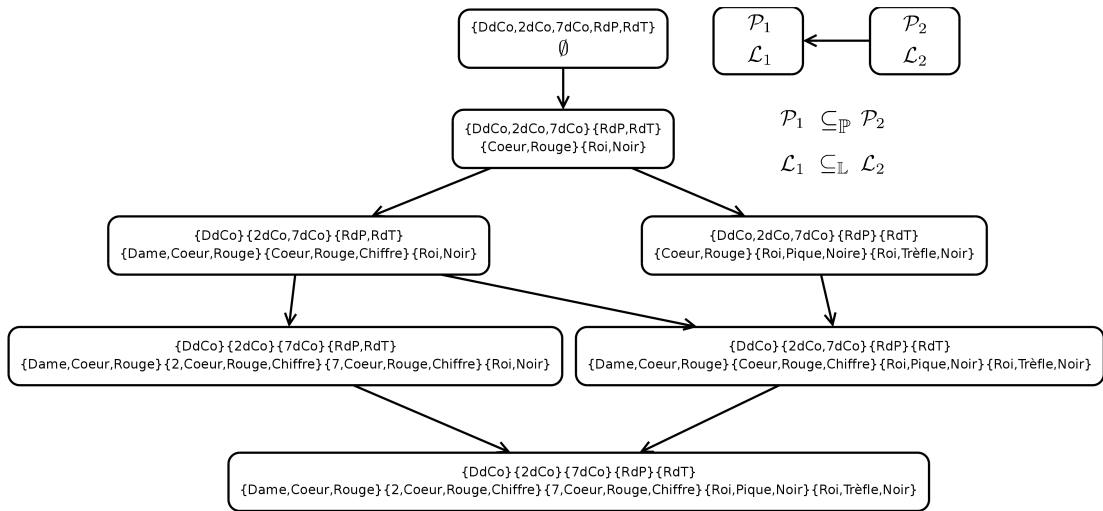 {DdCo,2dCo,7dCo,RdP,RdT}
∅
𝒫₁
ℒ₁
𝒫₂
ℒ₂
𝒫₁ ⊆ℙ 𝒫₂
ℒ₁ ⊆𝕃 ℒ₂
{DdCo,2dCo,7dCo}{RdP,RdT}
{Coeur,Rouge}{Roi,Noir}
{DdCo}{2dCo,7dCo}{RdP,RdT}
{Dame,Coeur,Rouge}{Coeur,Rouge,Chiffre}{Roi,Noir}
{DdCo,2dCo,7dCo}{RdP}{RdT}
{Coeur,Rouge}{Roi,Pique,Noire}{Roi,Trèfle,Noir}
{DdCo}{2dCo}{7dCo}{RdP,RdT}
{Dame,Coeur,Rouge}{2,Coeur,Rouge,Chiffre}{7,Coeur,Rouge,Chiffre}{Roi,Noir}
{DdCo}{2dCo,7dCo}{RdP}{RdT}
{Dame,Coeur,Rouge}{Coeur,Rouge,Chiffre}{Roi,Pique,Noir}{Roi,Trèfle,Noir}
{DdCo}{2dCo}{7dCo}{RdP}{RdT}
{Dame,Coeur,Rouge}{2,Coeur,Rouge,Chiffre}{7,Coeur,Rouge,Chiffre}{Roi,Pique,Noir}{Roi,Trèfle,Noir}